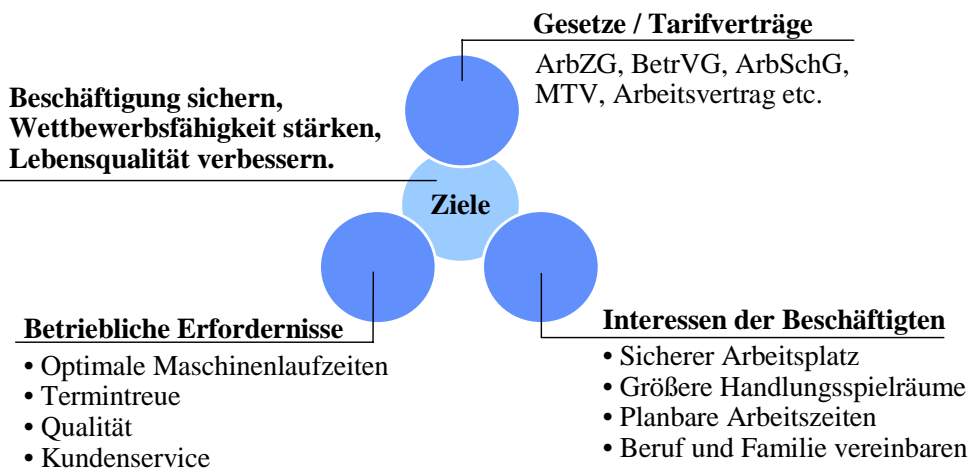 Gesetze / Tarifverträge
ArbZG, BetrVG, ArbSchG,
MTV, Arbeitsvertrag etc.
Beschäftigung sichern,
Wettbewerbsfähigkeit stärken,
Lebensqualität verbessern.
Ziele
Betriebliche Erfordernisse
• Optimale Maschinenlaufzeiten
• Termintreue
• Qualität
• Kundenservice
Interessen der Beschäftigten
• Sicherer Arbeitsplatz
• Größere Handlungsspielräume
• Planbare Arbeitszeiten
• Beruf und Familie vereinbaren